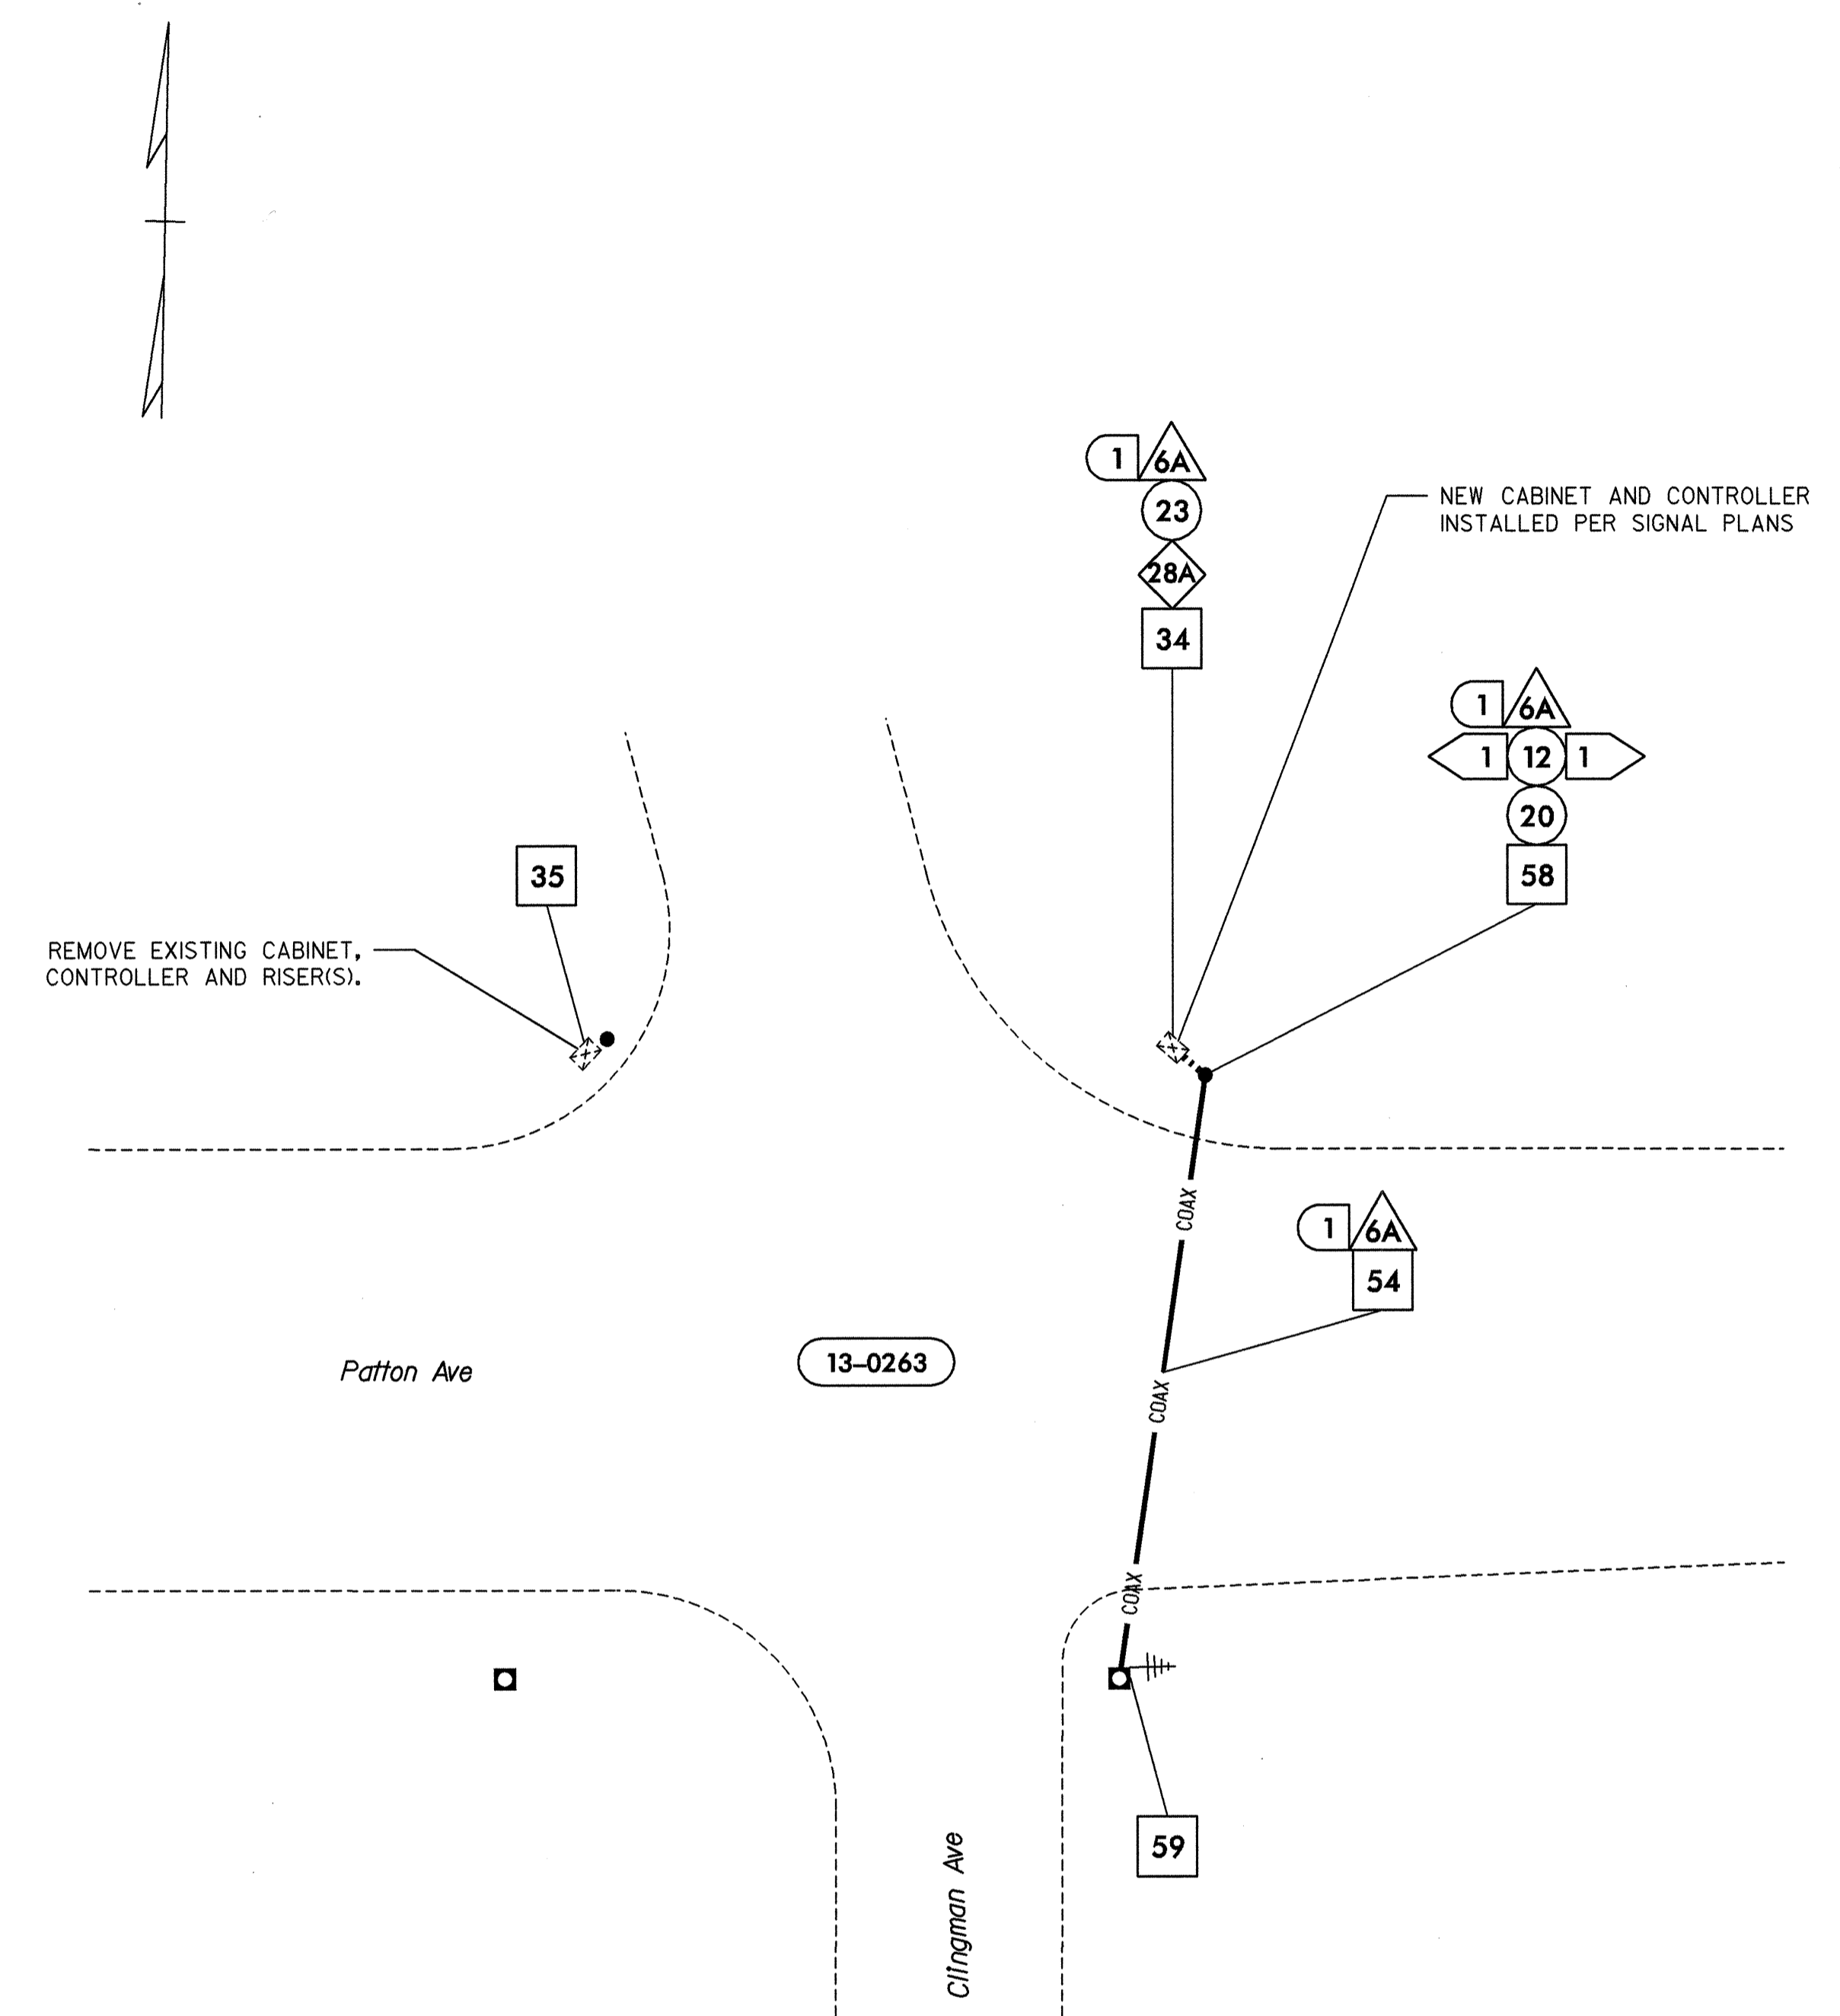 1 6A
23
28A
34
NEW CABINET AND CONTROLLER
INSTALLED PER SIGNAL PLANS
1 6A
1 12 1
20
58
35
REMOVE EXISTING CABINET,
CONTROLLER AND RISER(S).
COAX
1 6A
54
13-0263
Patton Ave
COAX
COAX
59
Clingman Ave